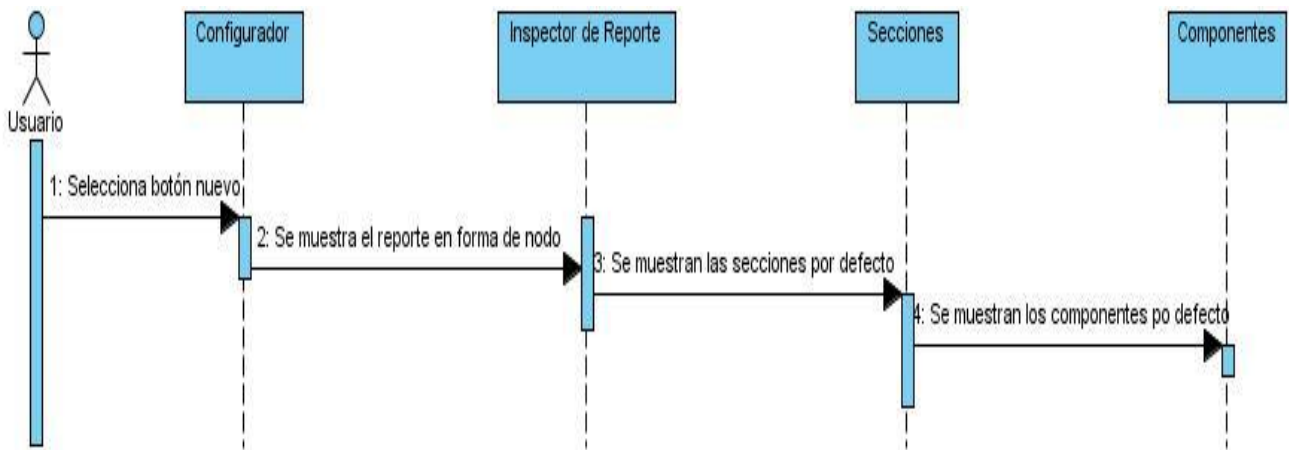 Configurador
Inspector de Reporte
Secciones
Componentes
Usuario
1: Selecciona botón nuevo
2: Se muestra el reporte en forma de nodo
3: Se muestran las secciones por defecto
4: Se muestran los componentes po defecto